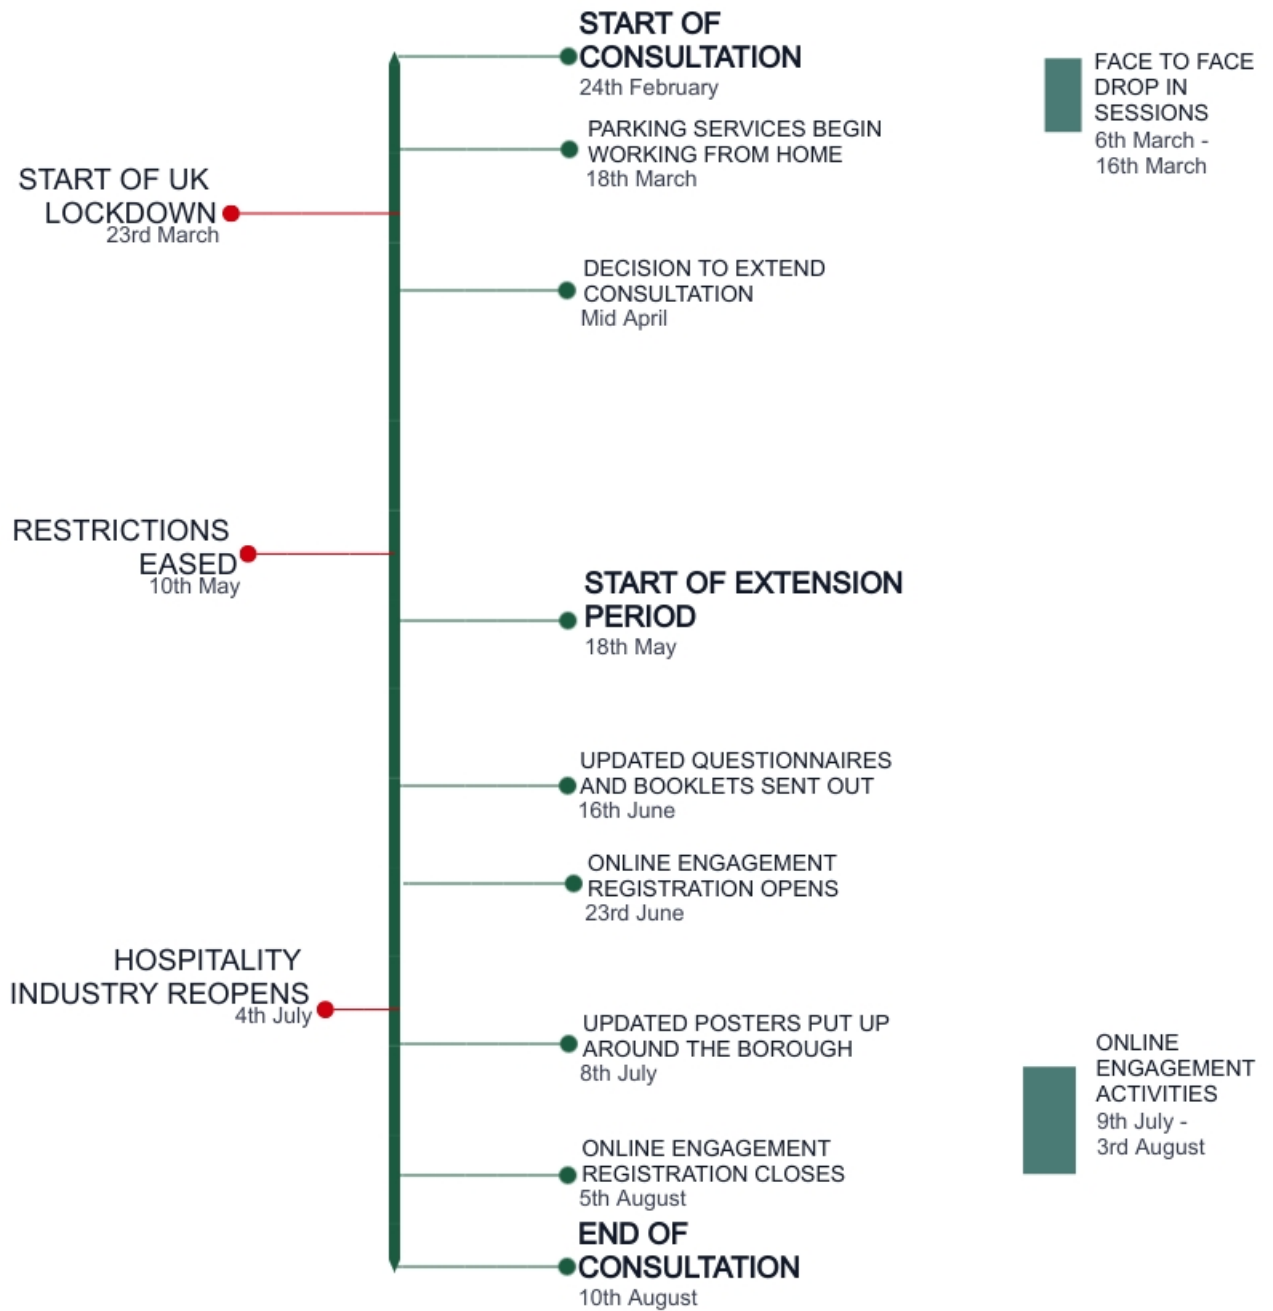 START OF
CONSULTATION
24th February
FACE TO FACE
DROP IN
SESSIONS
6th March -
16th March
PARKING SERVICES BEGIN
WORKING FROM HOME
18th March
START OF UK
LOCKDOWN
23rd March
DECISION TO EXTEND
CONSULTATION
Mid April
RESTRICTIONS
EASED
10th May
START OF EXTENSION
PERIOD
18th May
UPDATED QUESTIONNAIRES
AND BOOKLETS SENT OUT
16th June
ONLINE ENGAGEMENT
REGISTRATION OPENS
23rd June
HOSPITALITY
INDUSTRY REOPENS
4th July
UPDATED POSTERS PUT UP
AROUND THE BOROUGH
8th July
ONLINE
ENGAGEMENT
ACTIVITIES
9th July -
3rd August
ONLINE ENGAGEMENT
REGISTRATION CLOSES
5th August
END OF
CONSULTATION
10th August